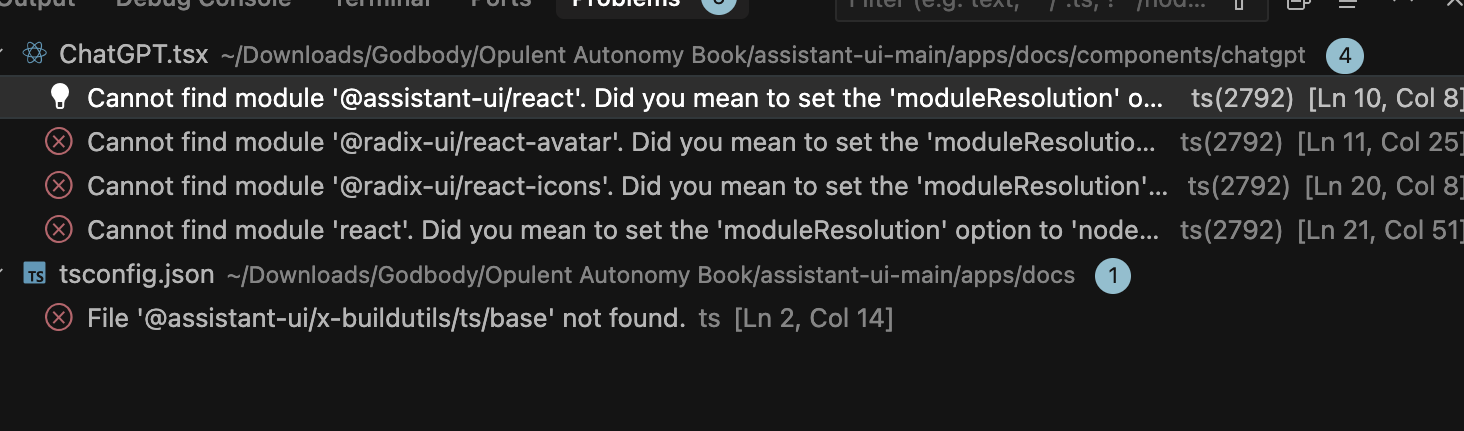 Output Debug Console Terminal Ports Problems
ChatGPT.tsx ~/Downloads/Godbody/Opulent Autonomy Book/assistant-ui-main/apps/docs/components/chatgpt 4
Cannot find module '@assistant-ui/react'. Did you mean to set the 'moduleResolution' o... ts(2792) [Ln 10, Col 8]
Cannot find module '@radix-ui/react-avatar'. Did you mean to set the 'moduleResolutio... ts(2792) [Ln 11, Col 25]
Cannot find module '@radix-ui/react-icons'. Did you mean to set the 'moduleResolution'... ts(2792) [Ln 20, Col 8]
Cannot find module 'react'. Did you mean to set the 'moduleResolution' option to 'node... ts(2792) [Ln 21, Col 51]
TS tsconfig.json ~/Downloads/Godbody/Opulent Autonomy Book/assistant-ui-main/apps/docs 1
File '@assistant-ui/x-buildutils/ts/base' not found. ts [Ln 2, Col 14]